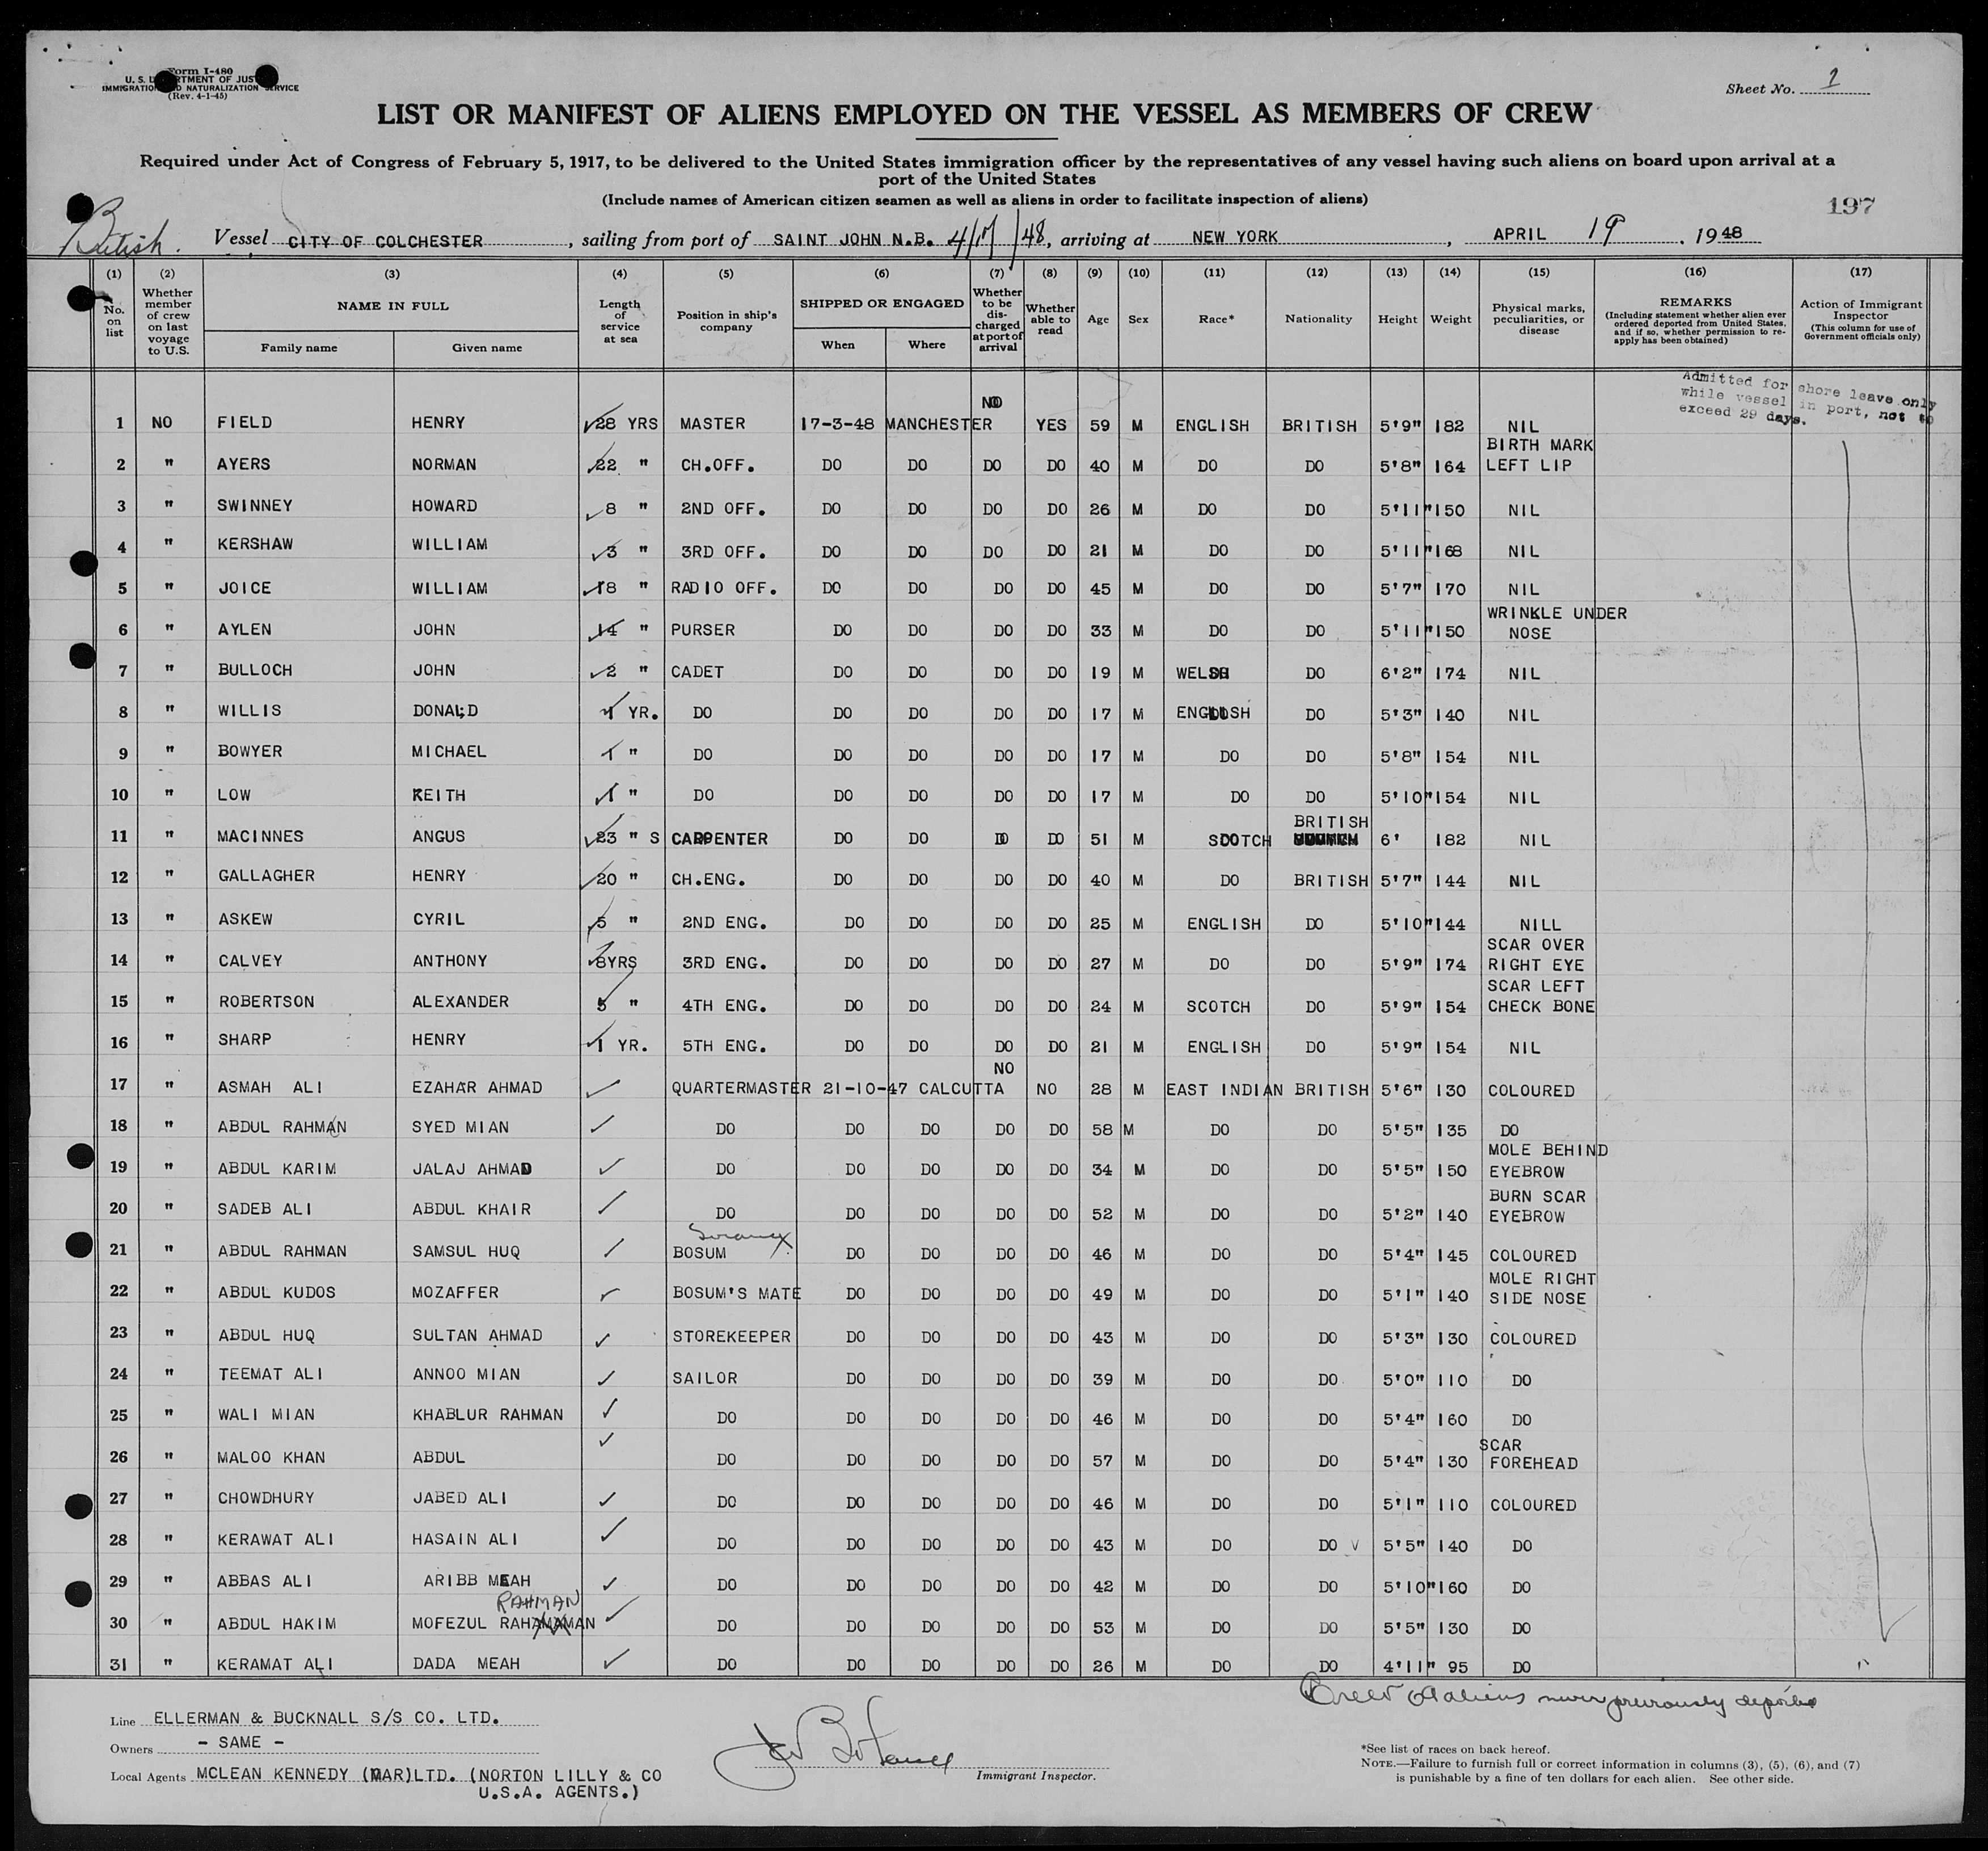 Form I-480
U. S. DEPARTMENT OF JUSTICE
IMMIGRATION AND NATURALIZATION SERVICE
(Rev. 4-1-45)
Sheet No. 1
LIST OR MANIFEST OF ALIENS EMPLOYED ON THE VESSEL AS MEMBERS OF CREW
Required under Act of Congress of February 5, 1917, to be delivered to the United States immigration officer by the representatives of any vessel having such aliens on board upon arrival at a
port of the United States
(Include names of American citizen seamen as well as aliens in order to facilitate inspection of aliens)
197
British. Vessel CITY OF COLCHESTER, sailing from port of SAINT JOHN N.B. 4/17/48, arriving at NEW YORK, APRIL 19, 1948
(1) (2) (3) (4) (5) (6) (7) (8) (9) (10) (11) (12) (13) (14) (15) (16) (17)
No. on list Whether member of crew on last voyage to U.S. NAME IN FULL Family name Given name Length of service at sea Position in ship's company SHIPPED OR ENGAGED When Where Whether to be discharged at port of arrival Whether able to read Age Sex Race* Nationality Height Weight Physical marks, peculiarities, or disease REMARKS (Including statement whether alien ever ordered deported from United States, and if so, whether permission to re-apply has been obtained) Action of Immigrant Inspector (This column for use of Government officials only)
Admitted for shore leave only
while vessel in port, not to
exceed 29 days.
1 NO FIELD HENRY 28 YRS MASTER 17-3-48 MANCHESTER NO YES 59 M ENGLISH BRITISH 5'9" 182 NIL
2 " AYERS NORMAN 22 " CH.OFF. DO DO DO DO 40 M DO DO 5'8" 164 BIRTH MARK LEFT LIP
3 " SWINNEY HOWARD 8 " 2ND OFF. DO DO DO DO 26 M DO DO 5'11" 150 NIL
4 " KERSHAW WILLIAM 3 " 3RD OFF. DO DO DO DO 21 M DO DO 5'11" 168 NIL
5 " JOICE WILLIAM 18 " RADIO OFF. DO DO DO DO 45 M DO DO 5'7" 170 NIL
6 " AYLEN JOHN 14 " PURSER DO DO DO DO 33 M DO DO 5'11" 150 WRINKLE UNDER NOSE
7 " BULLOCH JOHN 2 " CADET DO DO DO DO 19 M WELSH DO 6'2" 174 NIL
8 " WILLIS DONALD 1 YR. DO DO DO DO DO 17 M ENGLISH DO 5'3" 140 NIL
9 " BOWYER MICHAEL 1 " DO DO DO DO DO 17 M DO DO 5'8" 154 NIL
10 " LOW KEITH 1 " DO DO DO DO DO 17 M DO DO 5'10" 154 NIL
11 " MACINNES ANGUS 23 " S CARPENTER DO DO DO DO 51 M SCOTCH BRITISH 6' 182 NIL
12 " GALLAGHER HENRY 20 " CH.ENG. DO DO DO DO 40 M DO BRITISH 5'7" 144 NIL
13 " ASKEW CYRIL 5 " 2ND ENG. DO DO DO DO 25 M ENGLISH DO 5'10" 144 NILL
14 " CALVEY ANTHONY 8YRS 3RD ENG. DO DO DO DO 27 M DO DO 5'9" 174 SCAR OVER RIGHT EYE
15 " ROBERTSON ALEXANDER 5 " 4TH ENG. DO DO DO DO 24 M SCOTCH DO 5'9" 154 SCAR LEFT CHECK BONE
16 " SHARP HENRY 1 YR. 5TH ENG. DO DO DO DO 21 M ENGLISH DO 5'9" 154 NIL
17 " ASMAH ALI EZAHAR AHMAD QUARTERMASTER 21-10-47 CALCUTTA NO NO 28 M EAST INDIAN BRITISH 5'6" 130 COLOURED
18 " ABDUL RAHMAN SYED MIAN DO DO DO DO DO 58 M DO DO 5'5" 135 DO
19 " ABDUL KARIM JALAJ AHMAD DO DO DO DO DO 34 M DO DO 5'5" 150 MOLE BEHIND EYEBROW
20 " SADEB ALI ABDUL KHAIR DO DO DO DO DO 52 M DO DO 5'2" 140 BURN SCAR EYEBROW
21 " ABDUL RAHMAN SAMSUL HUQ BOSUM DO DO DO DO 46 M DO DO 5'4" 145 COLOURED
22 " ABDUL KUDOS MOZAFFER BOSUM'S MATE DO DO DO DO 49 M DO DO 5'1" 140 MOLE RIGHT SIDE NOSE
23 " ABDUL HUQ SULTAN AHMAD STOREKEEPER DO DO DO DO 43 M DO DO 5'3" 130 COLOURED
24 " TEEMAT ALI ANNOO MIAN SAILOR DO DO DO DO 39 M DO DO 5'0" 110 DO
25 " WALI MIAN KHABLUR RAHMAN DO DO DO DO DO 46 M DO DO 5'4" 160 DO
26 " MALOO KHAN ABDUL DO DO DO DO DO 57 M DO DO 5'4" 130 SCAR FOREHEAD
27 " CHOWDHURY JABED ALI DO DO DO DO DO 46 M DO DO 5'1" 110 COLOURED
28 " KERAWAT ALI HASAIN ALI DO DO DO DO DO 43 M DO DO 5'5" 140 DO
29 " ABBAS ALI ARIBB MEAH DO DO DO DO DO 42 M DO DO 5'10" 160 DO
30 " ABDUL HAKIM MOFEZUL RAHAMAMAN RAHMAN DO DO DO DO DO 53 M DO DO 5'5" 130 DO
31 " KERAMAT ALI DADA MEAH DO DO DO DO DO 26 M DO DO 4'11" 95 DO
Crew of aliens never previously deported
Line ELLERMAN & BUCKNALL S/S CO. LTD.
Owners - SAME -
Local Agents MCLEAN KENNEDY (MAR)LTD. (NORTON LILLY & CO
U.S.A. AGENTS.)
Immigrant Inspector.
*See list of races on back hereof.
NOTE.—Failure to furnish full or correct information in columns (3), (5), (6), and (7)
is punishable by a fine of ten dollars for each alien. See other side.